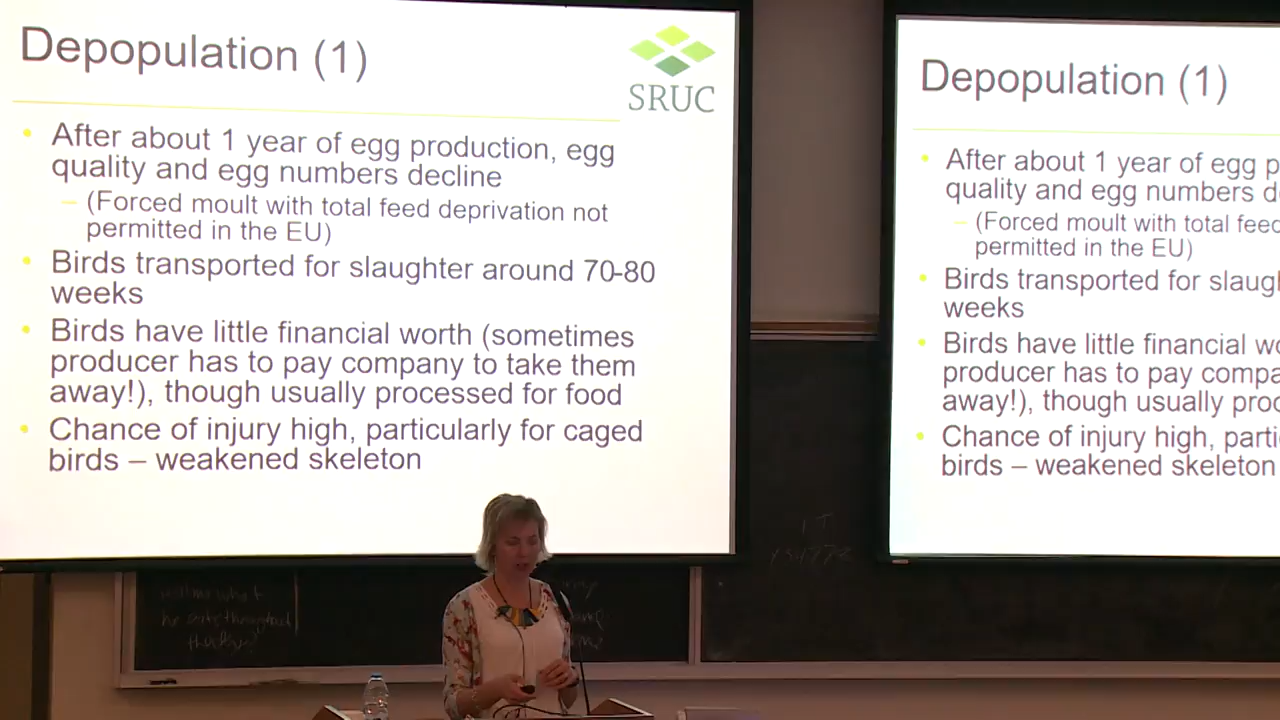 Depopulation (1)
SRUC
• After about 1 year of egg production, egg
quality and egg numbers decline
– (Forced moult with total feed deprivation not
permitted in the EU)
• Birds transported for slaughter around 70-80
weeks
• Birds have little financial worth (sometimes
producer has to pay company to take them
away!), though usually processed for food
• Chance of injury high, particularly for caged
birds – weakened skeleton
Depopulation (1)
• After about 1 year of egg p
quality and egg numbers d
– (Forced moult with total feed
permitted in the EU)
• Birds transported for slaugh
weeks
• Birds have little financial wo
producer has to pay compa
away!), though usually proc
• Chance of injury high, parti
birds – weakened skeleton